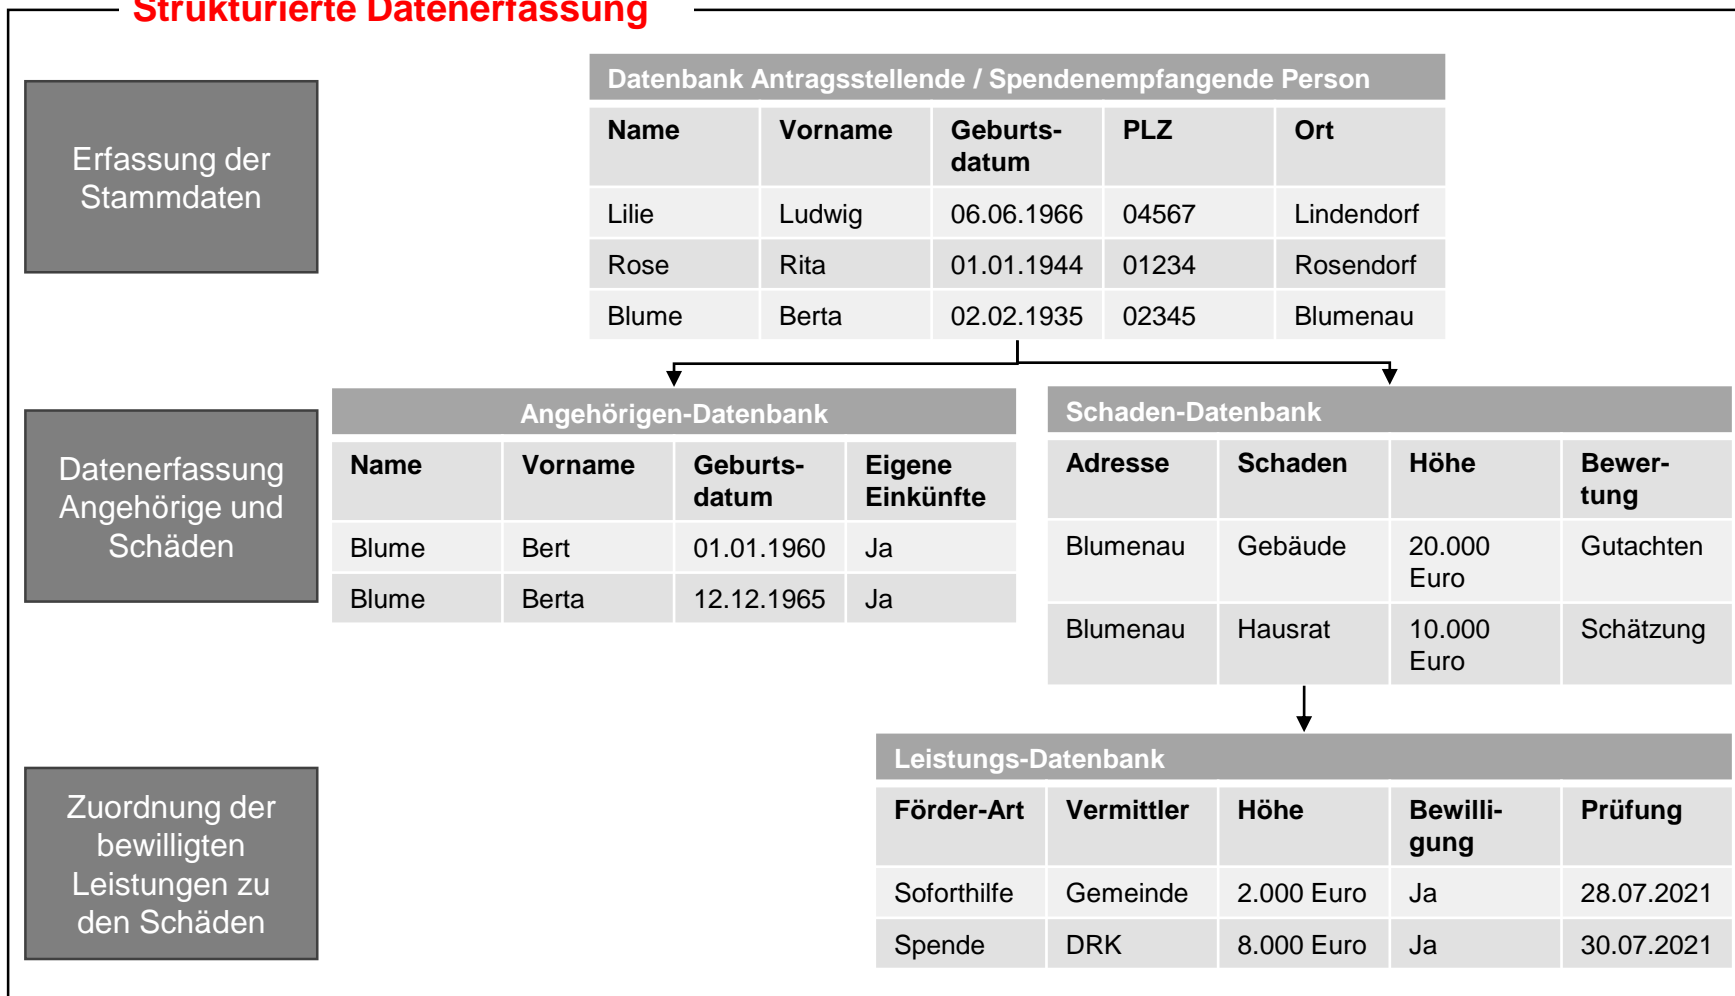 Strukturierte Datenerfassung
Erfassung der
Stammdaten
Datenbank Antragsstellende / Spendenempfangende Person
Name Vorname Geburts- PLZ Ort
datum
Lilie Ludwig 06.06.1966 04567 Lindendorf
Rose Rita 01.01.1944 01234 Rosendorf
Blume Berta 02.02.1935 02345 Blumenau
Datenerfassung
Angehörige und
Schäden
Angehörigen-Datenbank
Name Vorname Geburts- Eigene
datum Einkünfte
Blume Bert 01.01.1960 Ja
Blume Berta 12.12.1965 Ja
Schaden-Datenbank
Adresse Schaden Höhe Bewer-
tung
Blumenau Gebäude 20.000 Gutachten
Euro
Blumenau Hausrat 10.000 Schätzung
Euro
Zuordnung der
bewilligten
Leistungen zu
den Schäden
Leistungs-Datenbank
Förder-Art Vermittler Höhe Bewilli- Prüfung
gung
Soforthilfe Gemeinde 2.000 Euro Ja 28.07.2021
Spende DRK 8.000 Euro Ja 30.07.2021